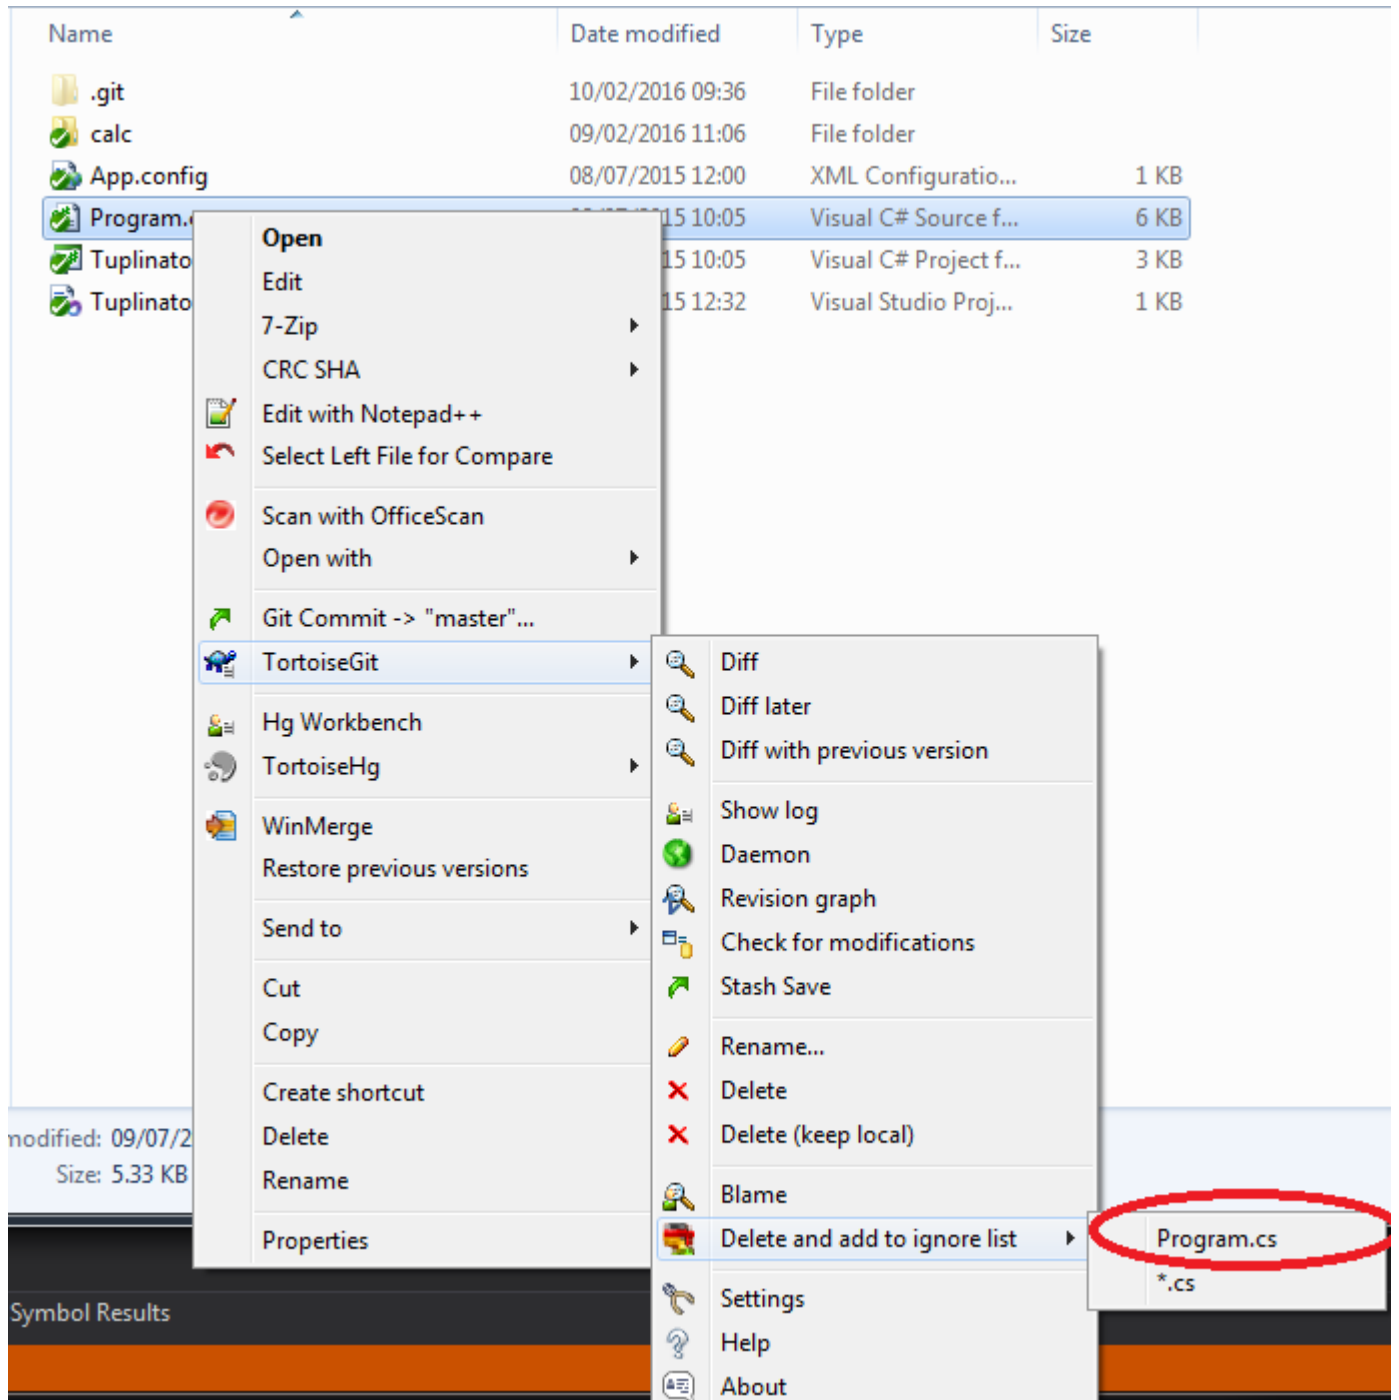 Name Date modified Type Size
.git 10/02/2016 09:36 File folder
calc 09/02/2016 11:06 File folder
App.config 08/07/2015 12:00 XML Configuratio... 1 KB
Program. 15 10:05 Visual C# Source f... 6 KB
Tuplinato 15 10:05 Visual C# Project f... 3 KB
Tuplinato 15 12:32 Visual Studio Proj... 1 KB
Open
Edit
7-Zip
CRC SHA
Edit with Notepad++
Select Left File for Compare
Scan with OfficeScan
Open with
Git Commit -> "master"...
TortoiseGit
Hg Workbench
TortoiseHg
WinMerge
Restore previous versions
Send to
Cut
Copy
Create shortcut
Delete
Rename
Properties
Diff
Diff later
Diff with previous version
Show log
Daemon
Revision graph
Check for modifications
Stash Save
Rename...
Delete
Delete (keep local)
Blame
Delete and add to ignore list
Settings
Help
About
Program.cs
*.cs
modified: 09/07/2
Size: 5.33 KB
Symbol Results